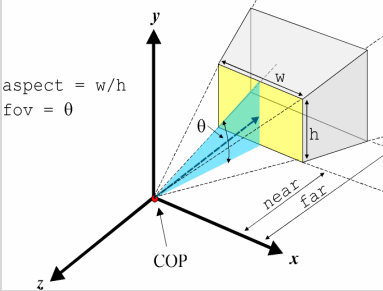 y
w
aspect = w/h
fov = θ
θ
h
near
far
COP
x
z